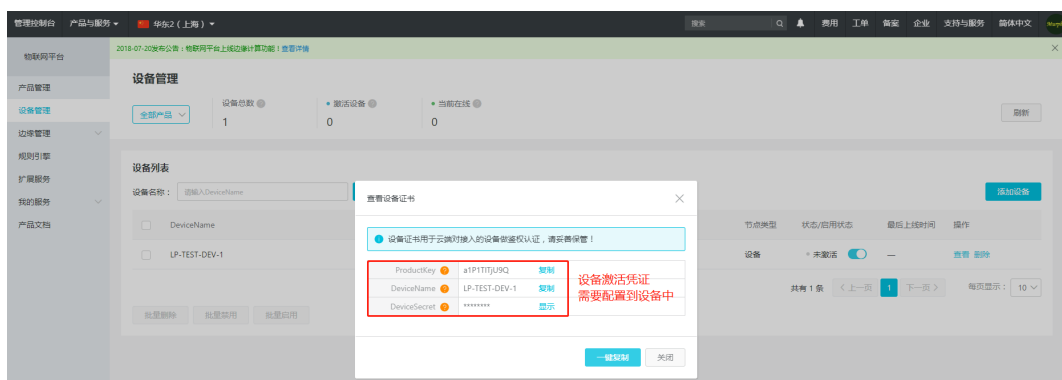 管理控制台 产品与服务 华东2（上海） 搜索 费用 工单 备案 企业 支持与服务 简体中文
物联网平台
2018-07-20发布公告：物联网平台上线边缘计算功能！查看详情
产品管理
设备管理
边缘管理
规则引擎
扩展服务
我的服务
产品文档
设备管理
全部产品
设备总数 激活设备 当前在线
1 0 0
刷新
设备列表
设备名称： 请输入DeviceName
添加设备
DeviceName 节点类型 状态/启用状态 最后上线时间 操作
LP-TEST-DEV-1 设备 未激活 — 查看 删除
共有 1 条 < 上一页 1 下一页 > 每页显示： 10
批量删除 批量禁用 批量启用
查看设备证书
设备证书用于云端对接入的设备做鉴权认证，请妥善保管！
ProductKey a1P1TITjU9Q 复制
DeviceName LP-TEST-DEV-1 复制
DeviceSecret ******** 显示
设备激活凭证
需要配置到设备中
一键复制 关闭